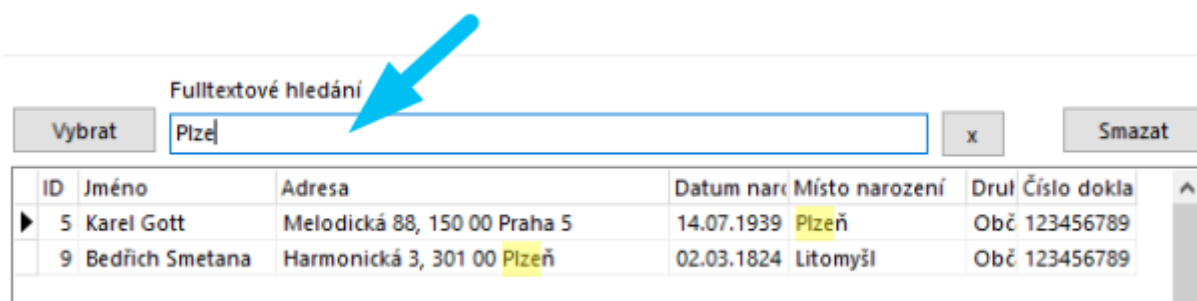 Fulltextové hledání
Vybrat Plze x Smazat
ID Jméno Adresa Datum naro Místo narození Druh Číslo dokla
5 Karel Gott Melodická 88, 150 00 Praha 5 14.07.1939 Plzeň Obč 123456789
9 Bedřich Smetana Harmonická 3, 301 00 Plzeň 02.03.1824 Litomyšl Obč 123456789